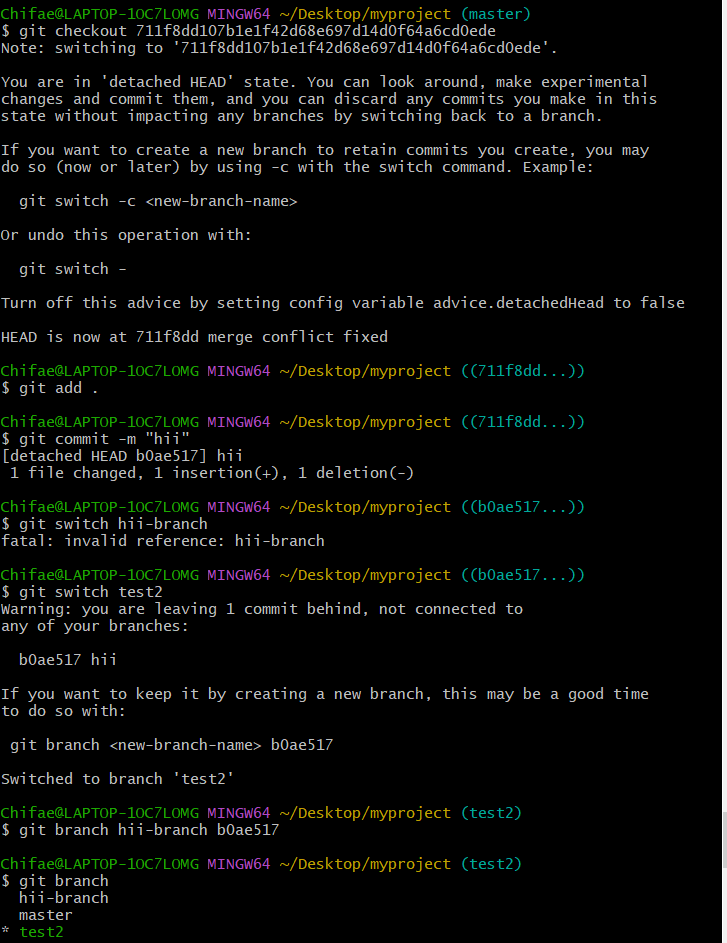 Chifae@LAPTOP-1OC7LOMG MINGW64 ~/Desktop/myproject (master)
$ git checkout 711f8dd107b1e1f42d68e697d14d0f64a6cd0ede
Note: switching to '711f8dd107b1e1f42d68e697d14d0f64a6cd0ede'.
You are in 'detached HEAD' state. You can look around, make experimental
changes and commit them, and you can discard any commits you make in this
state without impacting any branches by switching back to a branch.
If you want to create a new branch to retain commits you create, you may
do so (now or later) by using -c with the switch command. Example:
git switch -c <new-branch-name>
Or undo this operation with:
git switch -
Turn off this advice by setting config variable advice.detachedHead to false
HEAD is now at 711f8dd merge conflict fixed
Chifae@LAPTOP-1OC7LOMG MINGW64 ~/Desktop/myproject ((711f8dd...))
$ git add .
Chifae@LAPTOP-1OC7LOMG MINGW64 ~/Desktop/myproject ((711f8dd...))
$ git commit -m "hii"
[detached HEAD b0ae517] hii
1 file changed, 1 insertion(+), 1 deletion(-)
Chifae@LAPTOP-1OC7LOMG MINGW64 ~/Desktop/myproject ((b0ae517...))
$ git switch hii-branch
fatal: invalid reference: hii-branch
Chifae@LAPTOP-1OC7LOMG MINGW64 ~/Desktop/myproject ((b0ae517...))
$ git switch test2
Warning: you are leaving 1 commit behind, not connected to
any of your branches:
b0ae517 hii
If you want to keep it by creating a new branch, this may be a good time
to do so with:
git branch <new-branch-name> b0ae517
Switched to branch 'test2'
Chifae@LAPTOP-1OC7LOMG MINGW64 ~/Desktop/myproject (test2)
$ git branch hii-branch b0ae517
Chifae@LAPTOP-1OC7LOMG MINGW64 ~/Desktop/myproject (test2)
$ git branch
hii-branch
master
* test2